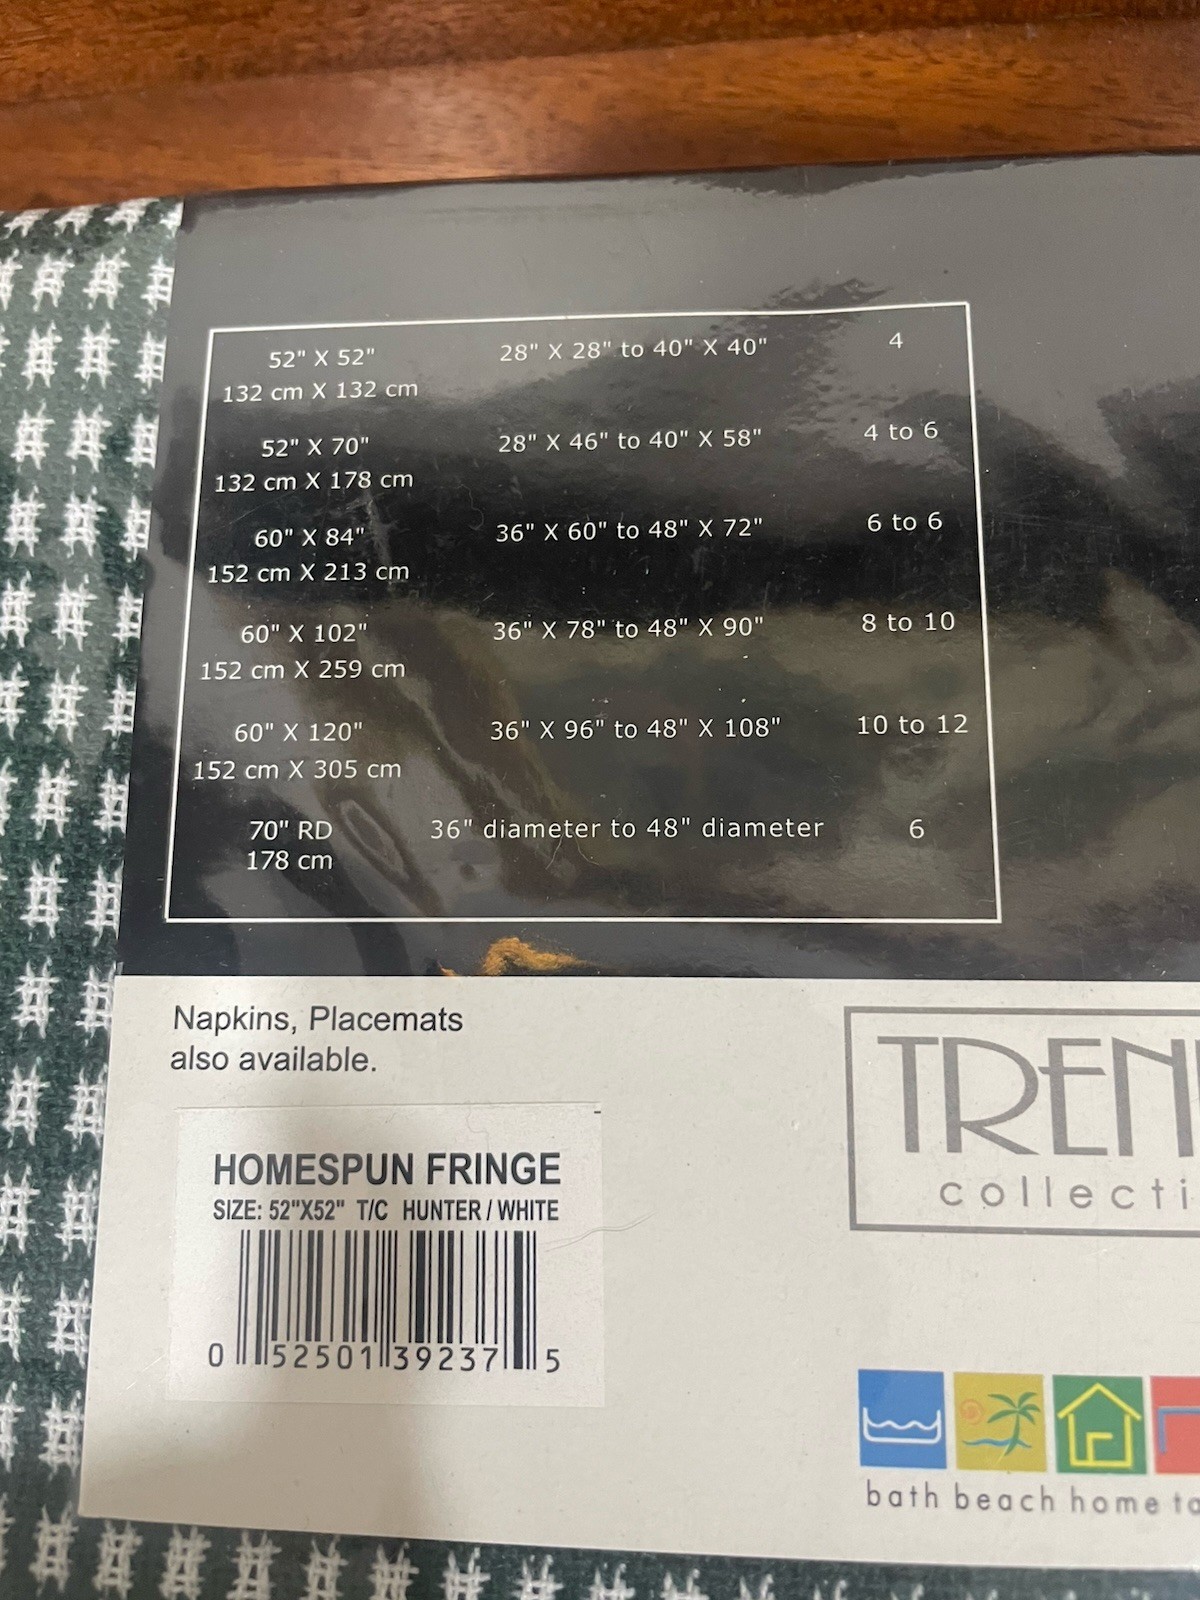 52" X 52" 28" X 28" to 40" X 40" 4
132 cm X 132 cm
52" X 70" 28" X 46" to 40" X 58" 4 to 6
132 cm X 178 cm
60" X 84" 36" X 60" to 48" X 72" 6 to 6
152 cm X 213 cm
60" X 102" 36" X 78" to 48" X 90" 8 to 10
152 cm X 259 cm
60" X 120" 36" X 96" to 48" X 108" 10 to 12
152 cm X 305 cm
70" RD 36" diameter to 48" diameter 6
178 cm
Napkins, Placemats
also available.
HOMESPUN FRINGE
SIZE: 52"X52" T/C HUNTER / WHITE
0 52501 39237 5
bath beach home